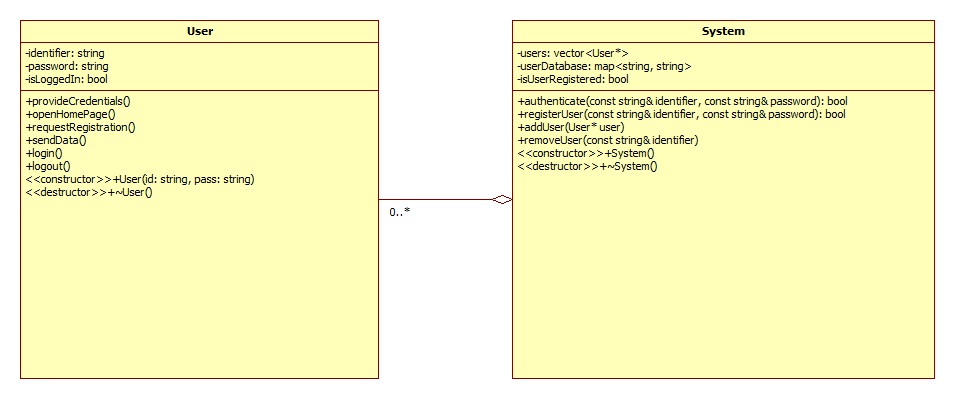 User
-identifier: string
-password: string
-isLoggedIn: bool
+provideCredentials()
+openHomePage()
+requestRegistration()
+sendData()
+login()
+logout()
<<constructor>>+User(id: string, pass: string)
<<destructor>>+~User()
0..*
System
-users: vector<User*>
-userDatabase: map<string, string>
-isUserRegistered: bool
+authenticate(const string& identifier, const string& password): bool
+registerUser(const string& identifier, const string& password): bool
+addUser(User* user)
+removeUser(const string& identifier)
<<constructor>>+System()
<<destructor>>+~System()